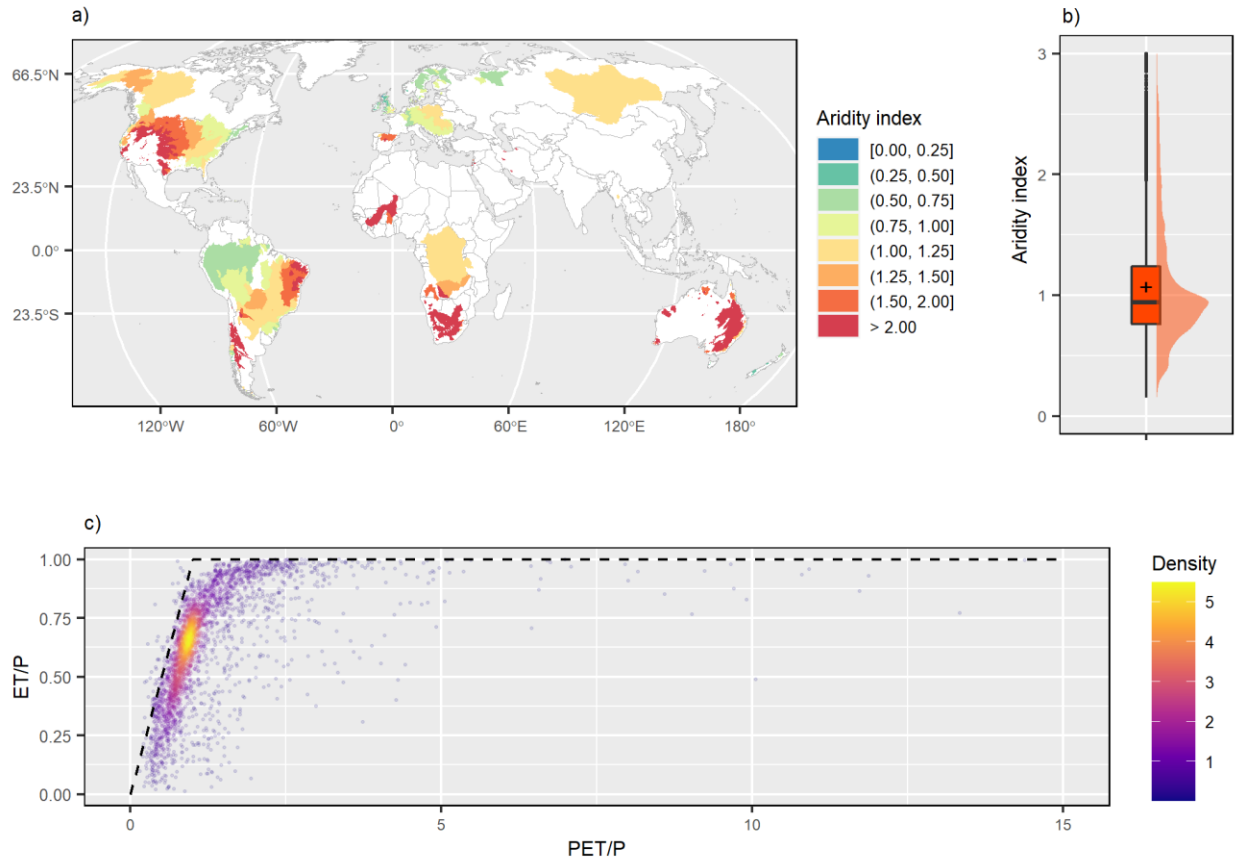 a)
66.5°N
23.5°N
0.0°
23.5°S
120°W
60°W
0°
60°E
120°E
180°
Aridity index
[0.00, 0.25]
(0.25, 0.50]
(0.50, 0.75]
(0.75, 1.00]
(1.00, 1.25]
(1.25, 1.50]
(1.50, 2.00]
> 2.00
b)
Aridity index
3
2
1
0
c)
ET/P
1.00
0.75
0.50
0.25
0.00
0
5
10
15
PET/P
Density
5
4
3
2
1